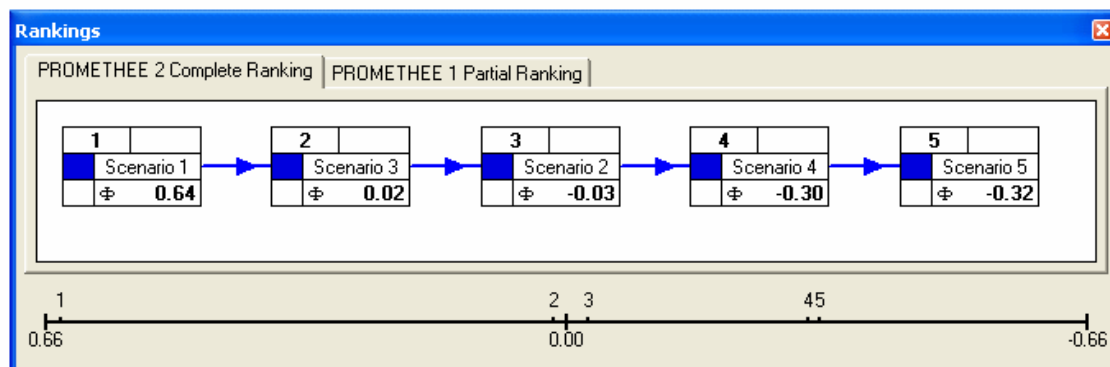 Rankings
PROMETHEE 2 Complete Ranking PROMETHEE 1 Partial Ranking
1 2 3 4 5
Scenario 1 Scenario 3 Scenario 2 Scenario 4 Scenario 5
Φ 0.64 Φ 0.02 Φ -0.03 Φ -0.30 Φ -0.32
1 2 3 45
0.66 0.00 -0.66